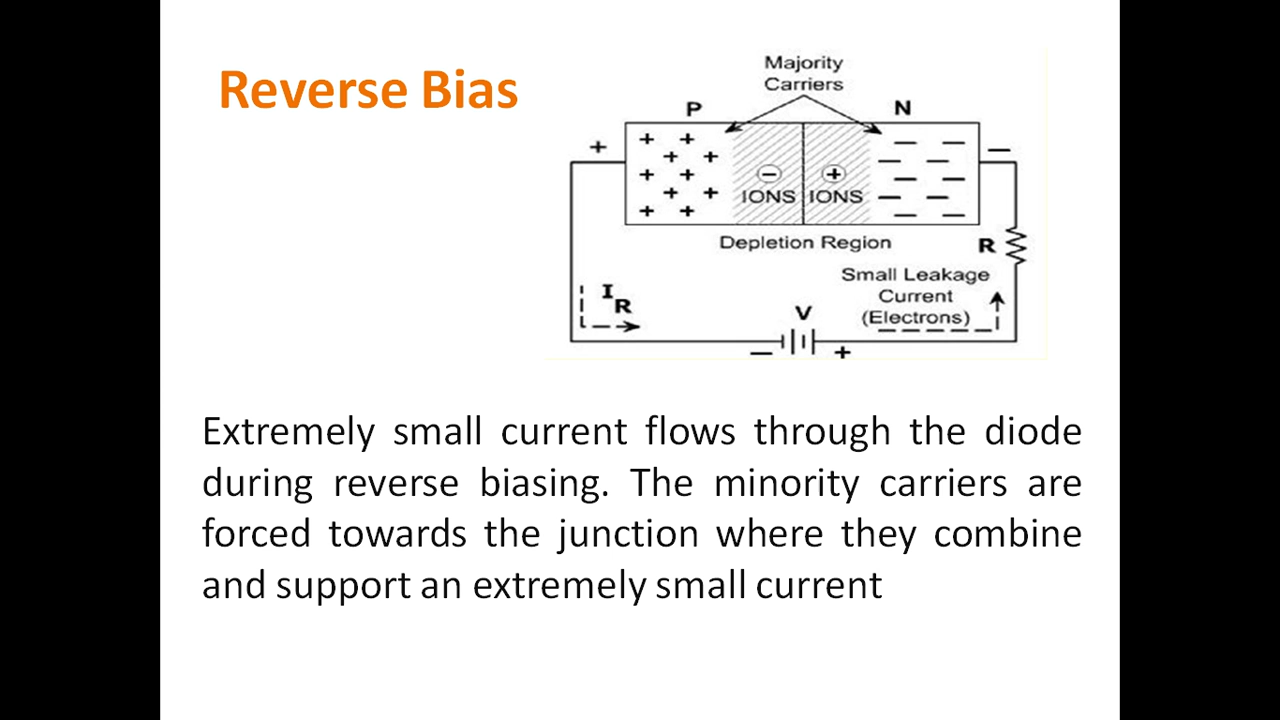 Reverse Bias
Majority
Carriers
P
N
+
−
− IONS
+ IONS
Depletion Region
R
Small Leakage
Current
(Electrons)
I R
V
− +
Extremely small current flows through the diode
during reverse biasing. The minority carriers are
forced towards the junction where they combine
and support an extremely small current